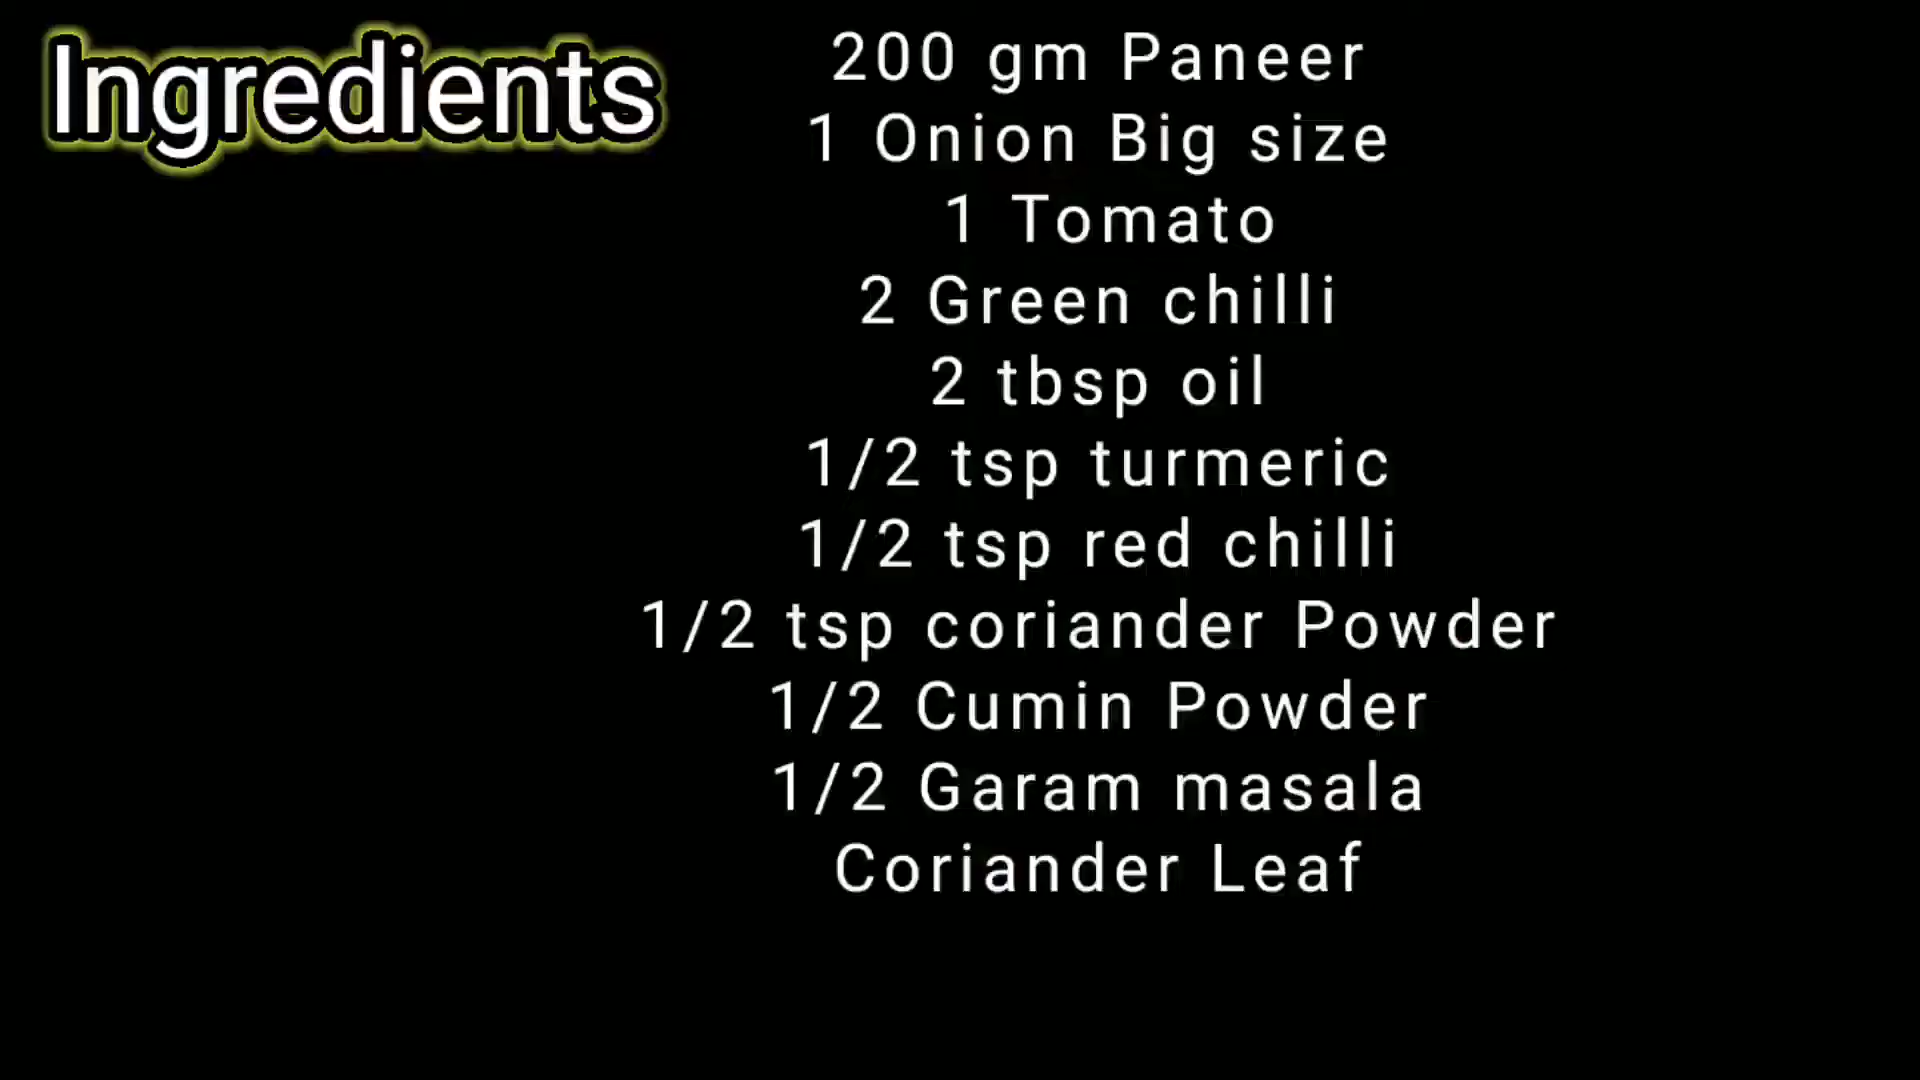 Ingredients
200 gm Paneer
1 Onion Big size
1 Tomato
2 Green chilli
2 tbsp oil
1/2 tsp turmeric
1/2 tsp red chilli
1/2 tsp coriander Powder
1/2 Cumin Powder
1/2 Garam masala
Coriander Leaf